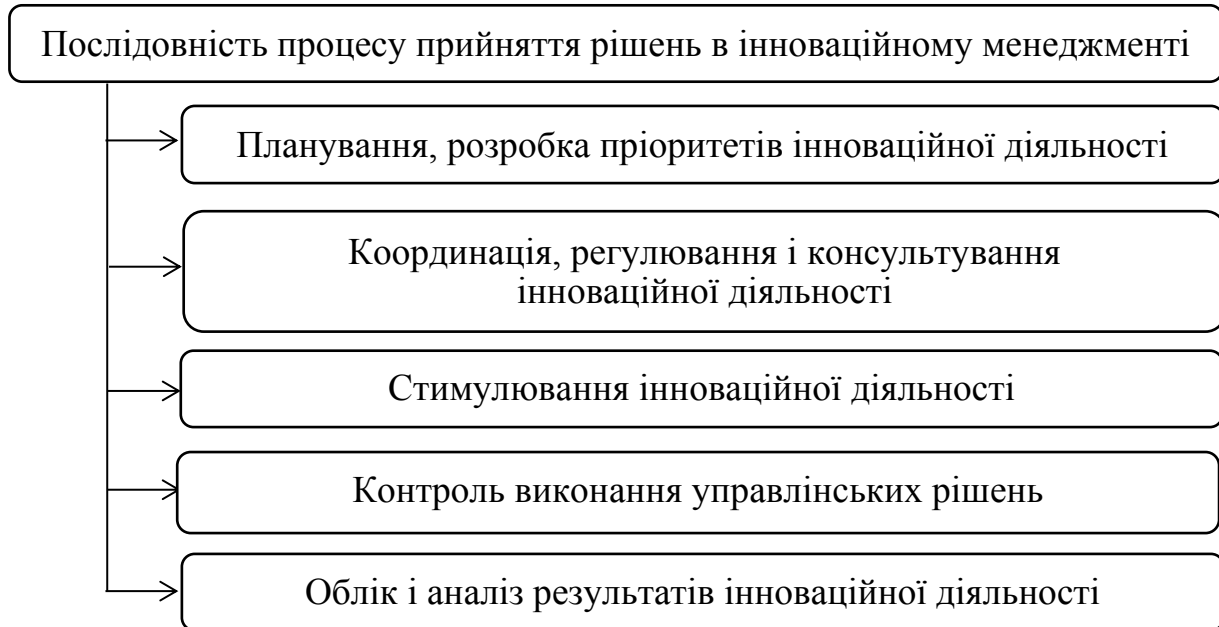 Послідовність процесу прийняття рішень в інноваційному менеджменті
Планування, розробка пріоритетів інноваційної діяльності
Координація, регулювання і консультування
інноваційної діяльності
Стимулювання інноваційної діяльності
Контроль виконання управлінських рішень
Облік і аналіз результатів інноваційної діяльності